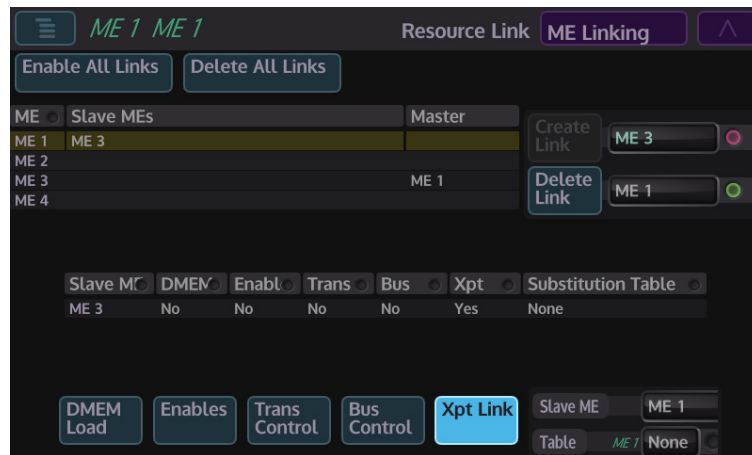 ME 1 ME 1 Resource Link ME Linking
Enable All Links Delete All Links
ME Slave MEs Master
ME 1 ME 3
ME 2
ME 3 ME 1
ME 4
Create Link ME 3
Delete Link ME 1
Slave ME DMEM Enabl Trans Bus Xpt Substitution Table
ME 3 No No No No Yes None
DMEM Load Enables Trans Control Bus Control Xpt Link
Slave ME ME 1
Table ME 1 None